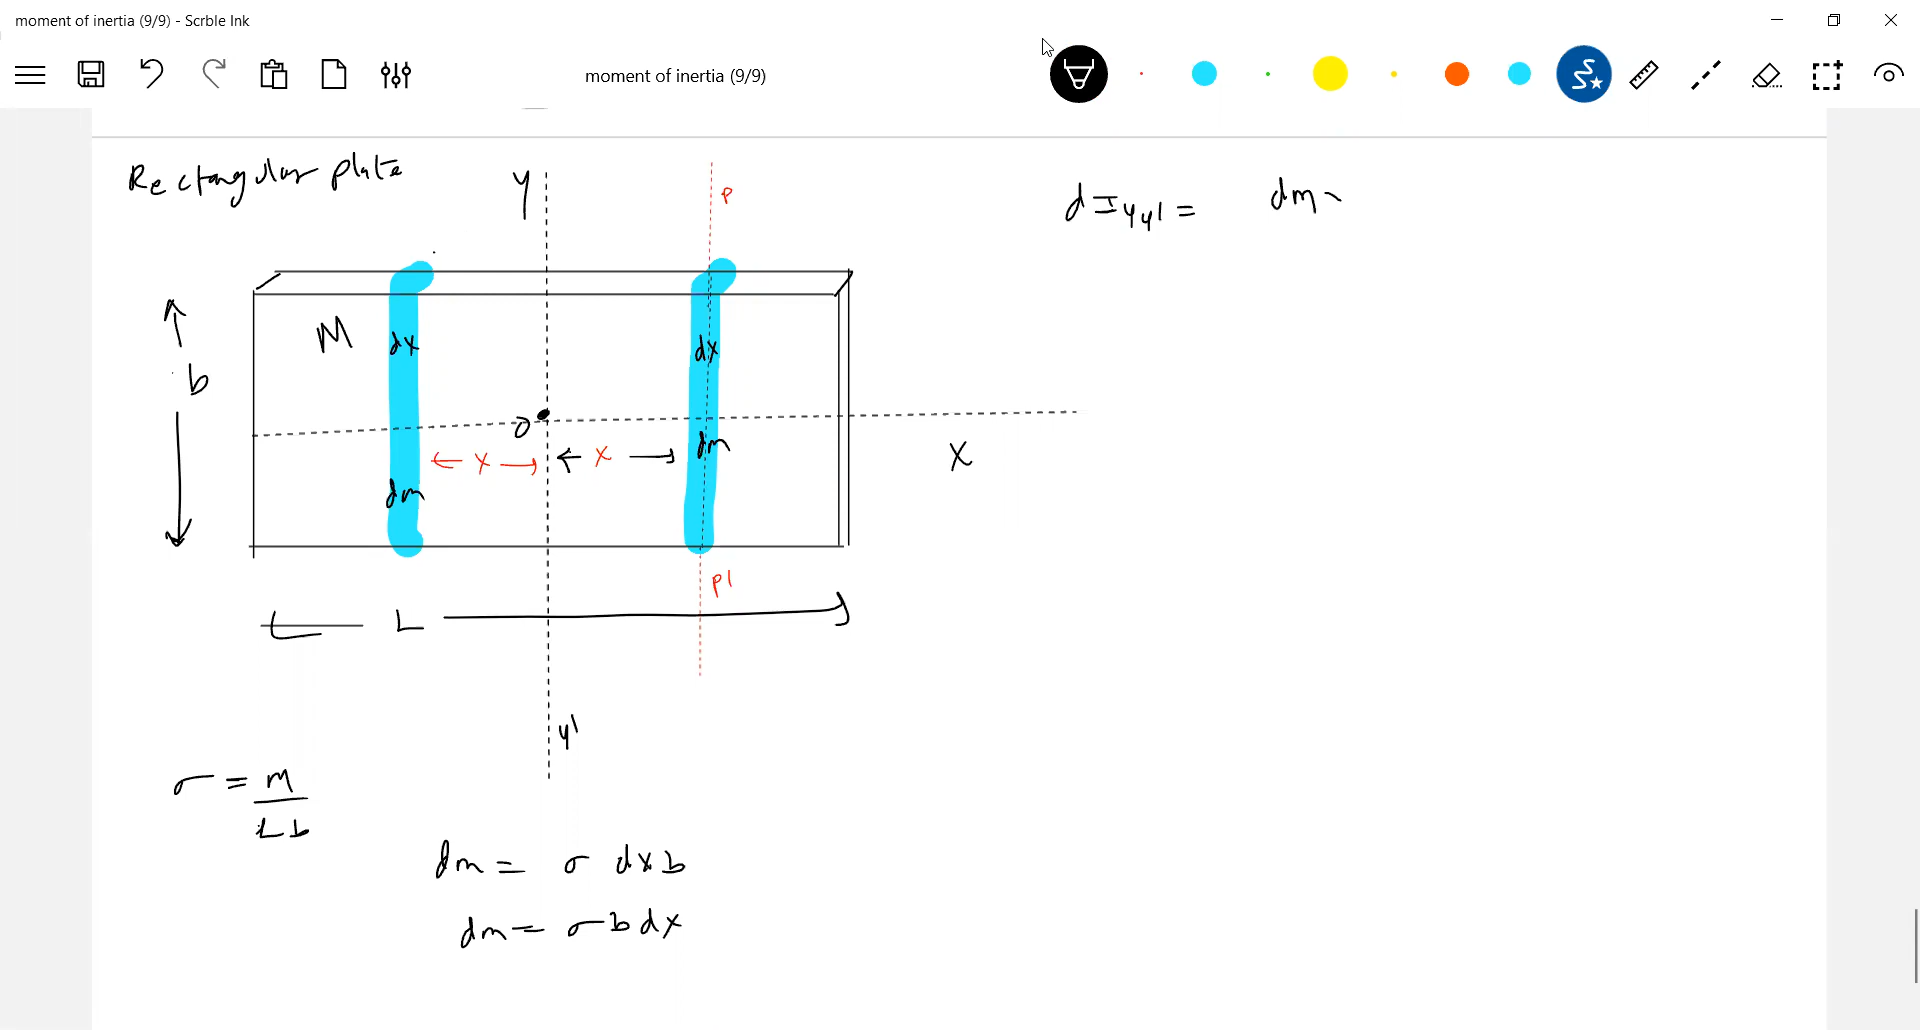 moment of inertia (9/9) - Scrble Ink
moment of inertia (9/9)
Rectangular plate
y
P
dIyy' = dm
M
dx
dx
b
O
x
x
dm
X
dm
P'
L
y'
σ = M
Lb
dm = σ dxb
dm = σ b dx